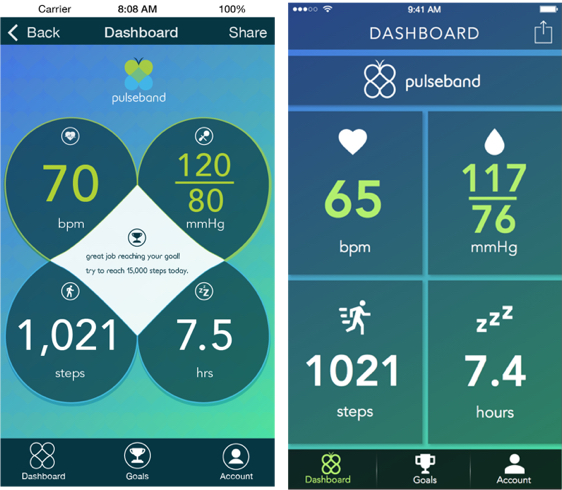 Carrier 8:08 AM 100%
Back Dashboard Share
pulseband
70
bpm
120
80
mmHg
great job reaching your goal!
try to reach 15,000 steps today.
1,021
steps
7.5
hrs
Dashboard Goals Account
9:41 AM
DASHBOARD
pulseband
65
bpm
117
76
mmHg
1021
steps
zzz
7.4
hours
Dashboard Goals Account